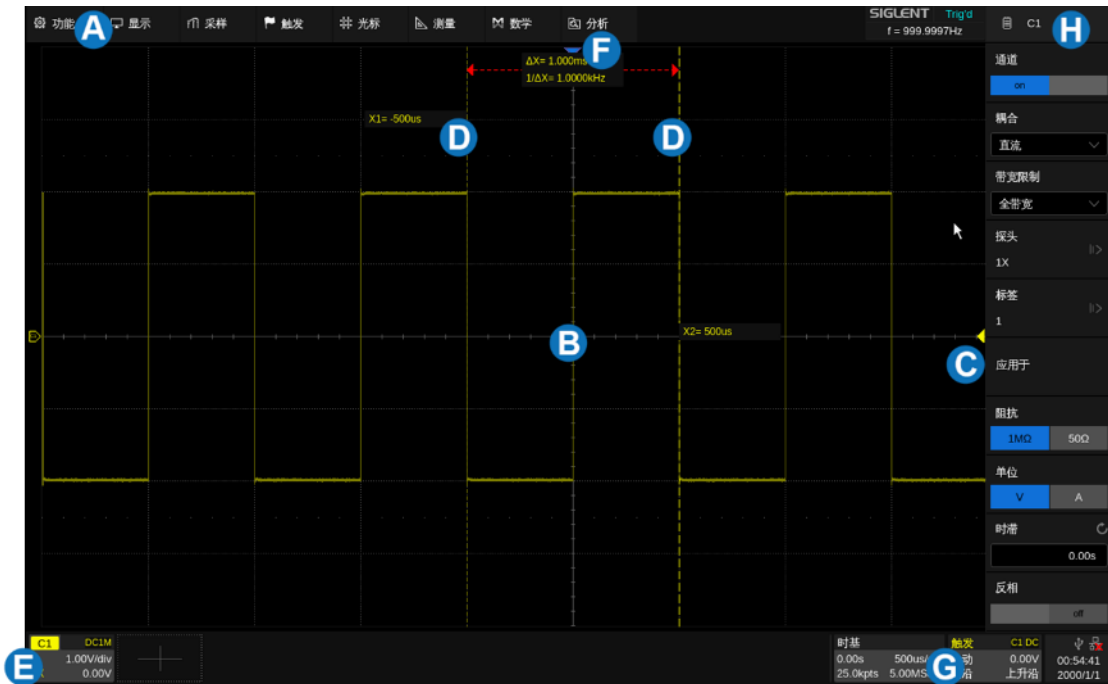 功能 A 显示 采样 触发 光标 测量 数学 分析
SIGLENT Trig'd
f = 999.9997Hz
C1 H
F
ΔX= 1.000ms
1/ΔX= 1.0000kHz
X1= -500us
D D
X2= 500us
B
C
通道
on
耦合
直流
带宽限制
全带宽
探头
1X
标签
1
应用于
阻抗
1MΩ 50Ω
单位
V A
时滞
0.00s
反相
off
C1 DC1M
E 1.00V/div
0.00V
时基
0.00s 500us/
25.0kpts 5.00MS
G
触发 C1 DC
动 0.00V
沿 上升沿
00:54:41
2000/1/1